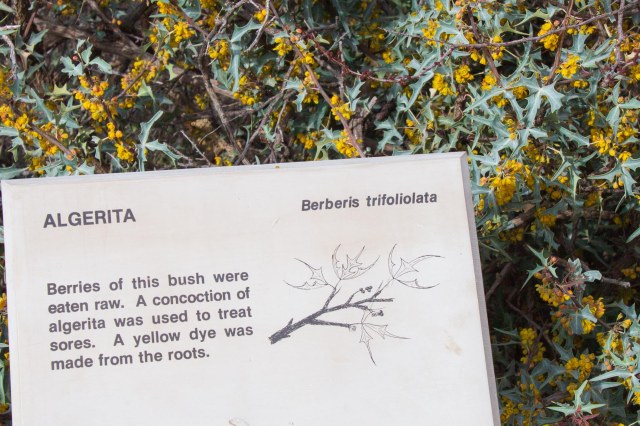 ALGERITA
Berberis trifoliolata
Berries of this bush were
eaten raw. A concoction of
algerita was used to treat
sores. A yellow dye was
made from the roots.